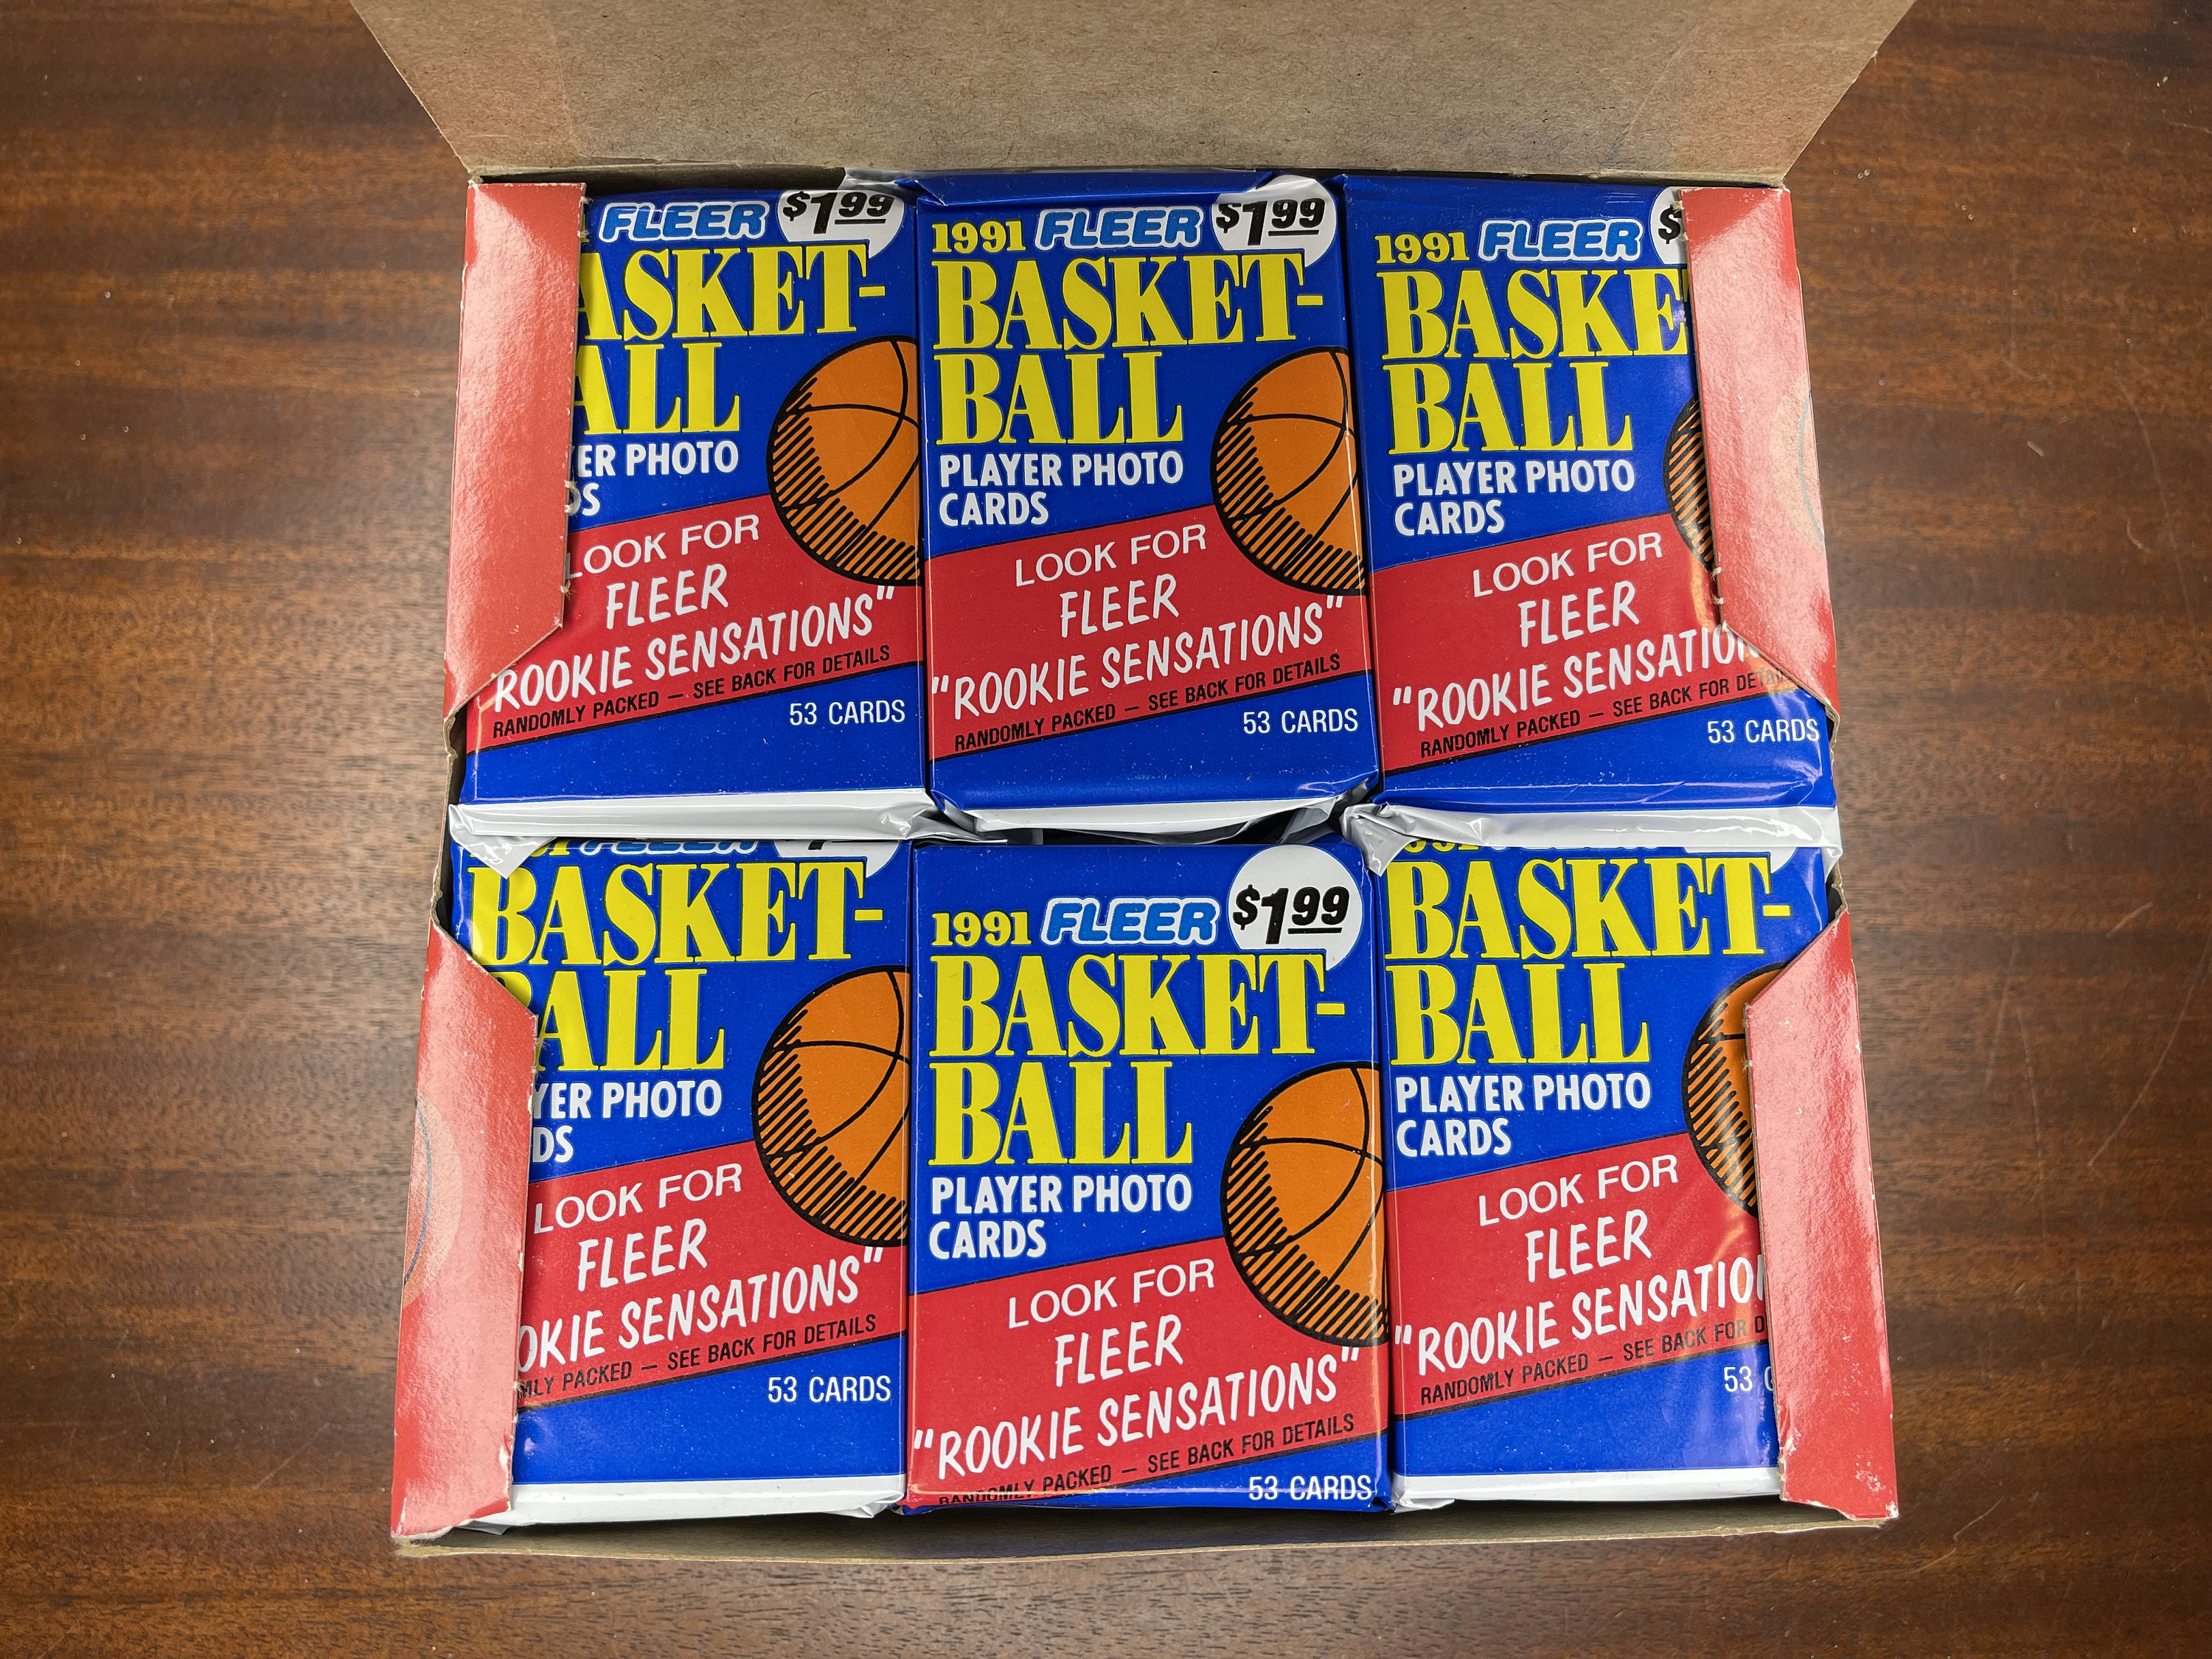 FLEER $1.99
ASKET-
ALL
ER PHOTO
DS
LOOK FOR
FLEER
ROOKIE SENSATIONS"
RANDOMLY PACKED — SEE BACK FOR DETAILS
53 CARDS
1991 FLEER $1.99
BASKET-
BALL
PLAYER PHOTO
CARDS
LOOK FOR
FLEER
"ROOKIE SENSATIONS"
RANDOMLY PACKED — SEE BACK FOR DETAILS
53 CARDS
1991 FLEER $
BASKE
BALL
PLAYER PHOTO
CARDS
LOOK FOR
FLEER
"ROOKIE SENSATION
RANDOMLY PACKED — SEE BACK FOR DETA
53 CARDS
BASKET-
BALL
YER PHOTO
DS
LOOK FOR
FLEER
OKIE SENSATIONS"
MLY PACKED — SEE BACK FOR DETAILS
53 CARDS
1991 FLEER $1.99
BASKET-
BALL
PLAYER PHOTO
CARDS
LOOK FOR
FLEER
"ROOKIE SENSATIONS"
RANDOMLY PACKED — SEE BACK FOR DETAILS
53 CARDS
BASKET-
BALL
PLAYER PHOTO
CARDS
LOOK FOR
FLEER
"ROOKIE SENSATIO
RANDOMLY PACKED — SEE BACK FOR D
53 C